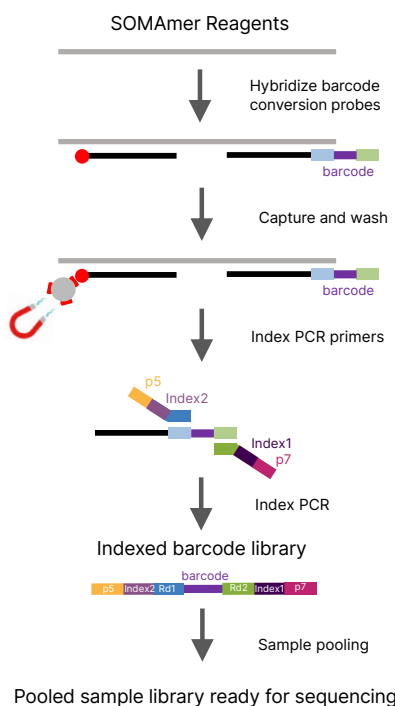 SOMAmer Reagents
Hybridize barcode
conversion probes
barcode
Capture and wash
barcode
Index PCR primers
p5
Index2
Index1
p7
Index PCR
Indexed barcode library
barcode
p5 Index2 Rd1 Rd2 Index1 p7
Sample pooling
Pooled sample library ready for sequencing